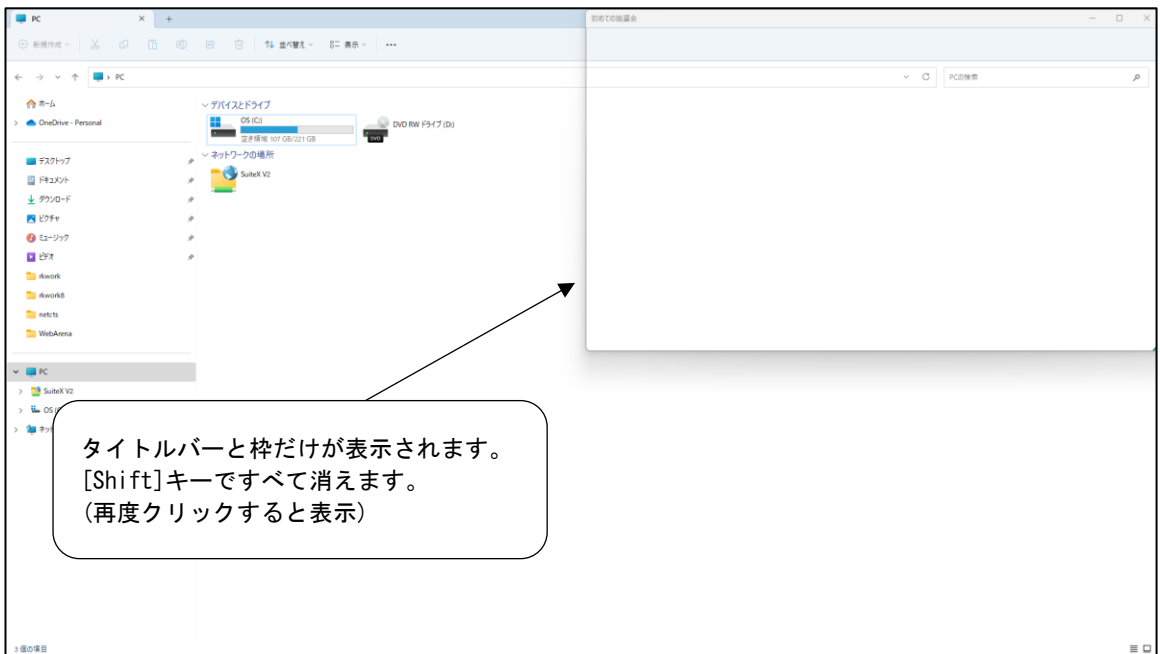 PC
初めての抽選会
新規作成
並べ替え
表示
PC
PCの検索
ホーム
OneDrive - Personal
デスクトップ
ドキュメント
ダウンロード
ピクチャ
ミュージック
ビデオ
rkwork
rkwork8
netcts
WebArena
PC
SuiteX V2
OS
ネッ
デバイスとドライブ
OS (C:)
空き領域 107 GB/221 GB
DVD RW ドライブ (D:)
DVD
ネットワークの場所
SuiteX V2
タイトルバーと枠だけが表示されます。
[Shift]キーですべて消えます。
(再度クリックすると表示)
3 個の項目